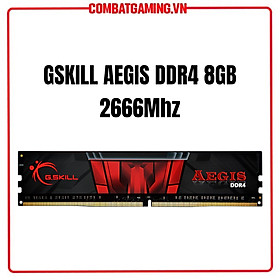 COMBATGAMING.VN
GSKILL AEGIS DDR4 8GB
2666Mhz
G.SKILL
AEGIS
DDR4